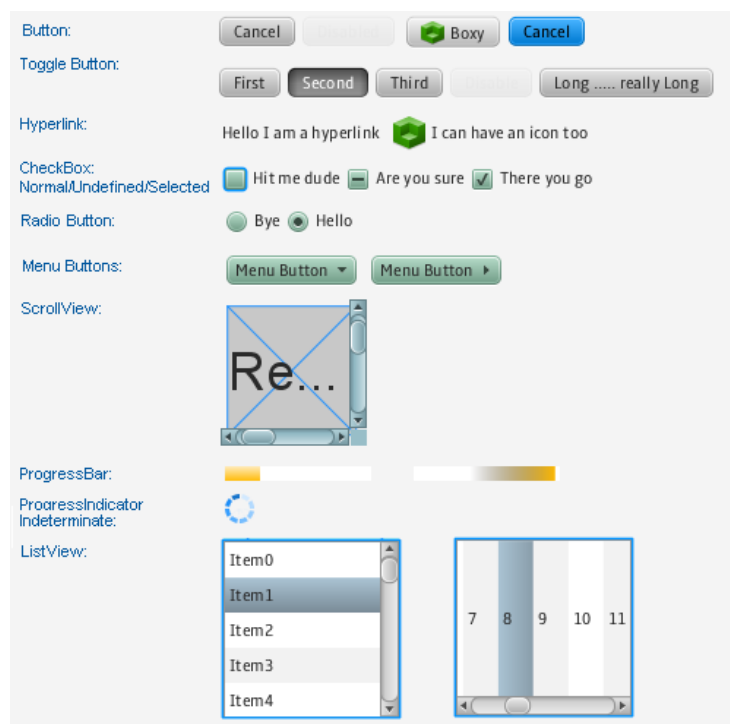 Button: Cancel Disabled Boxy Cancel
Toggle Button:
First Second Third Disable Long ..... really Long
Hyperlink: Hello I am a hyperlink I can have an icon too
CheckBox:
Normal/Undefined/Selected Hit me dude Are you sure There you go
Radio Button: Bye Hello
Menu Buttons: Menu Button Menu Button
ScrollView:
Re...
ProgressBar:
ProgressIndicator
Indeterminate:
ListView:
Item0
Item1
Item2
Item3
Item4
7 8 9 10 11